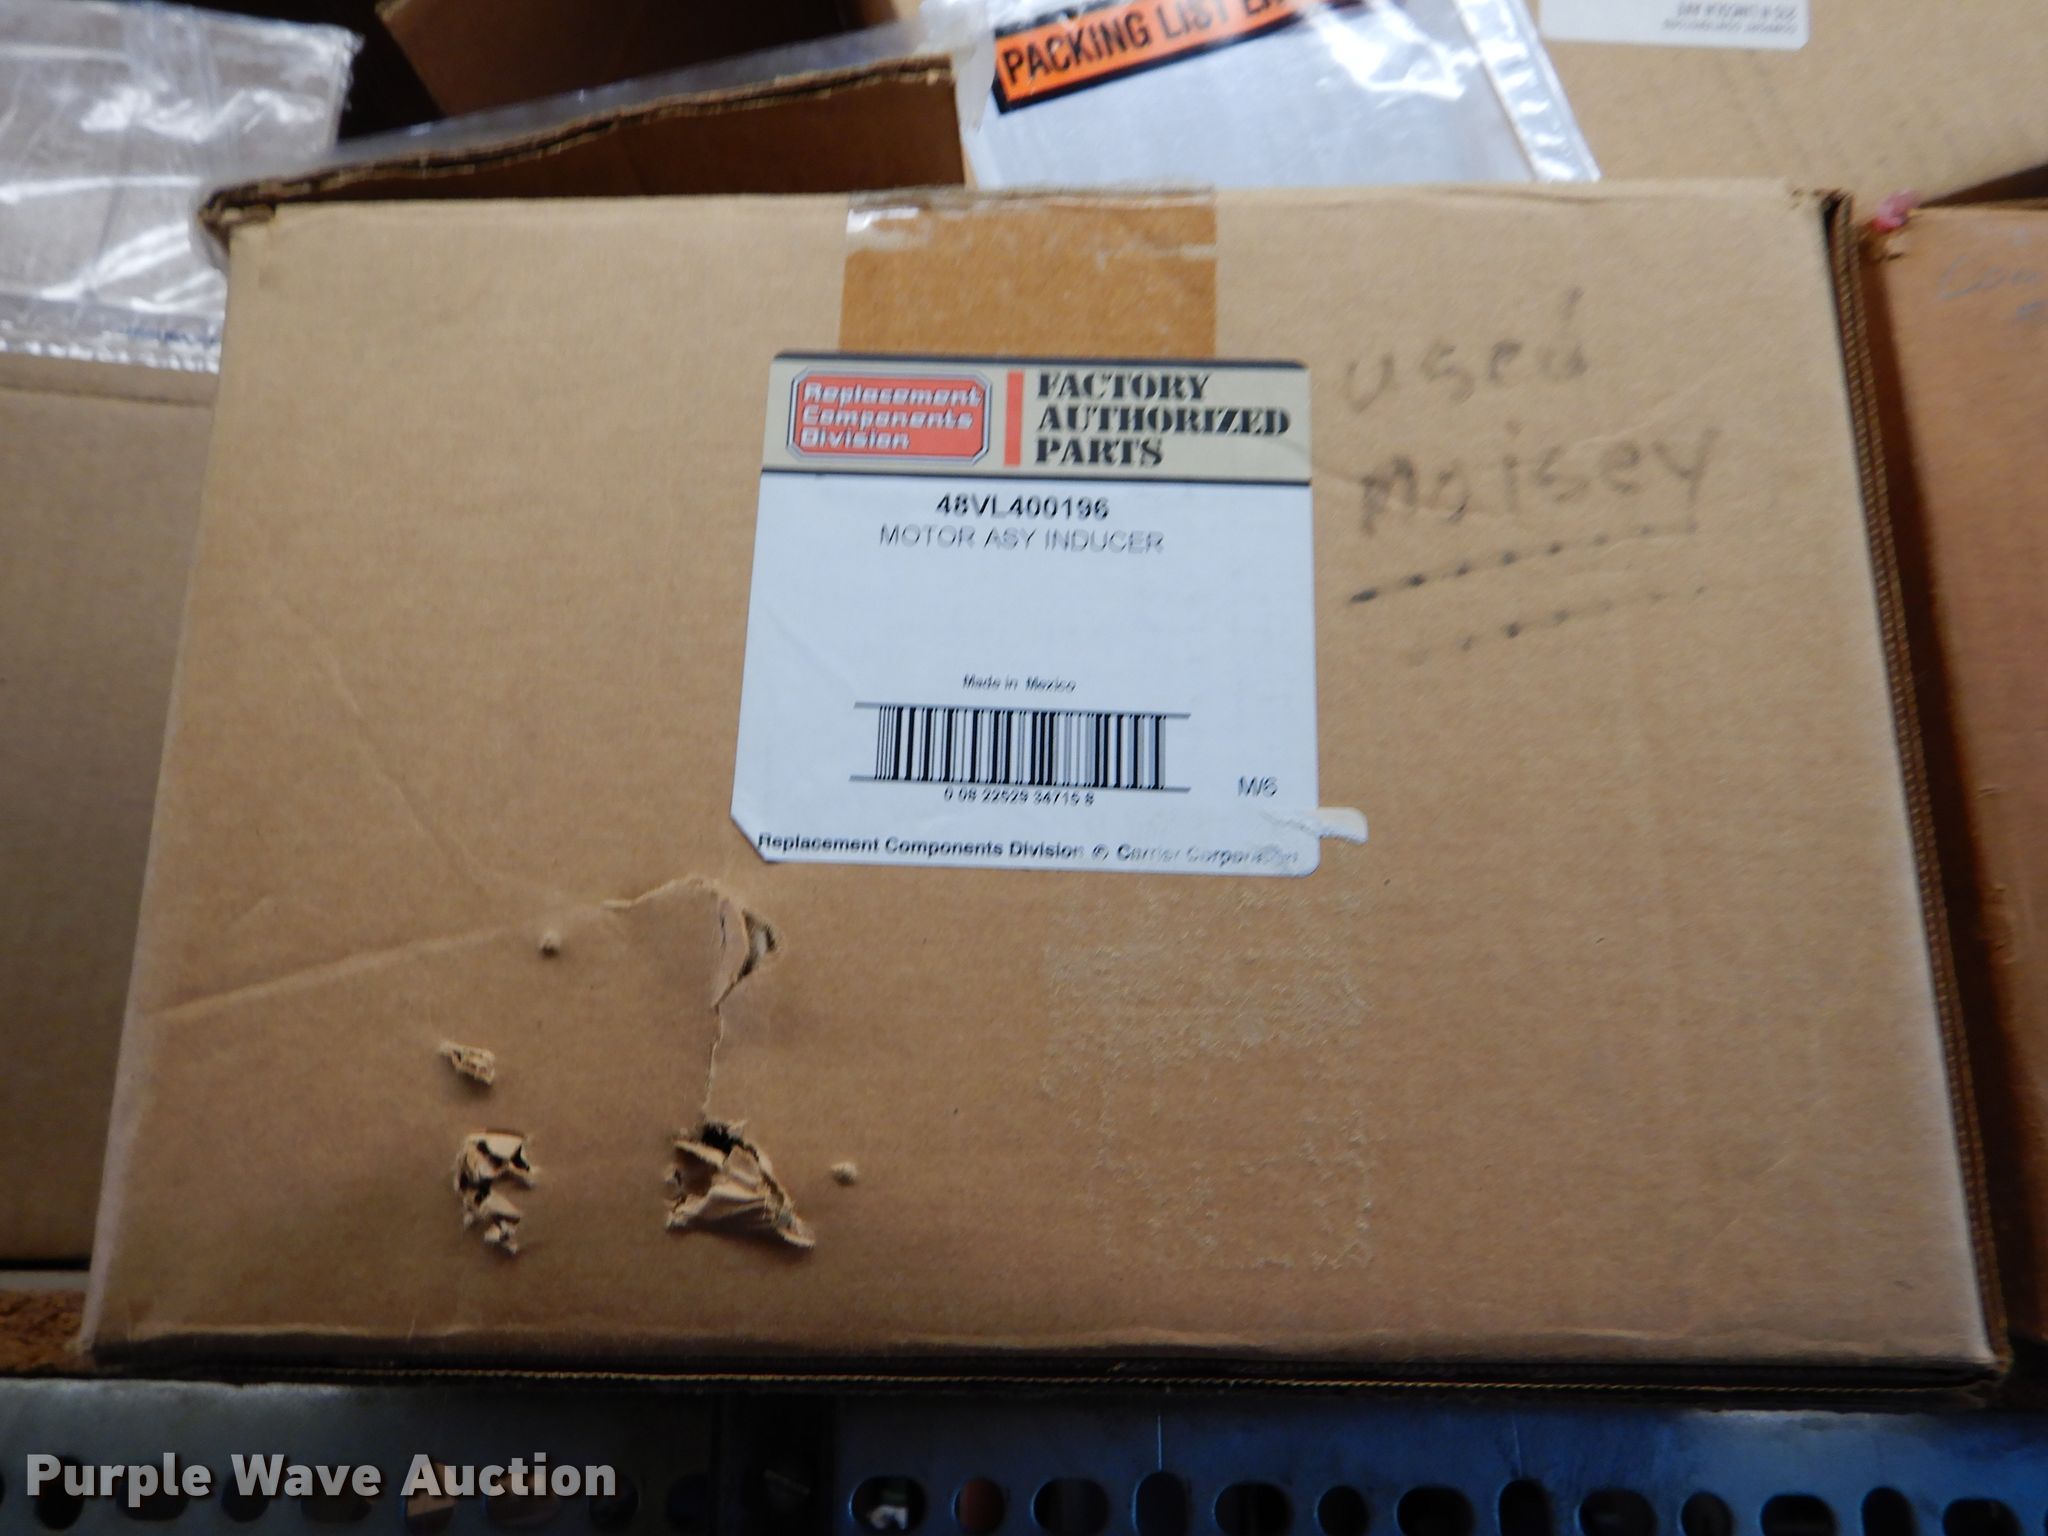 PACKING LIST
Replacement
Components
Division
FACTORY
AUTHORIZED
PARTS
48VL400196
MOTOR ASY INDUCER
Made in Mexico
0 08 22529 34715 8
M/6
Replacement Components Division © Carrier Corporation
used
Moisey
Purple Wave Auction